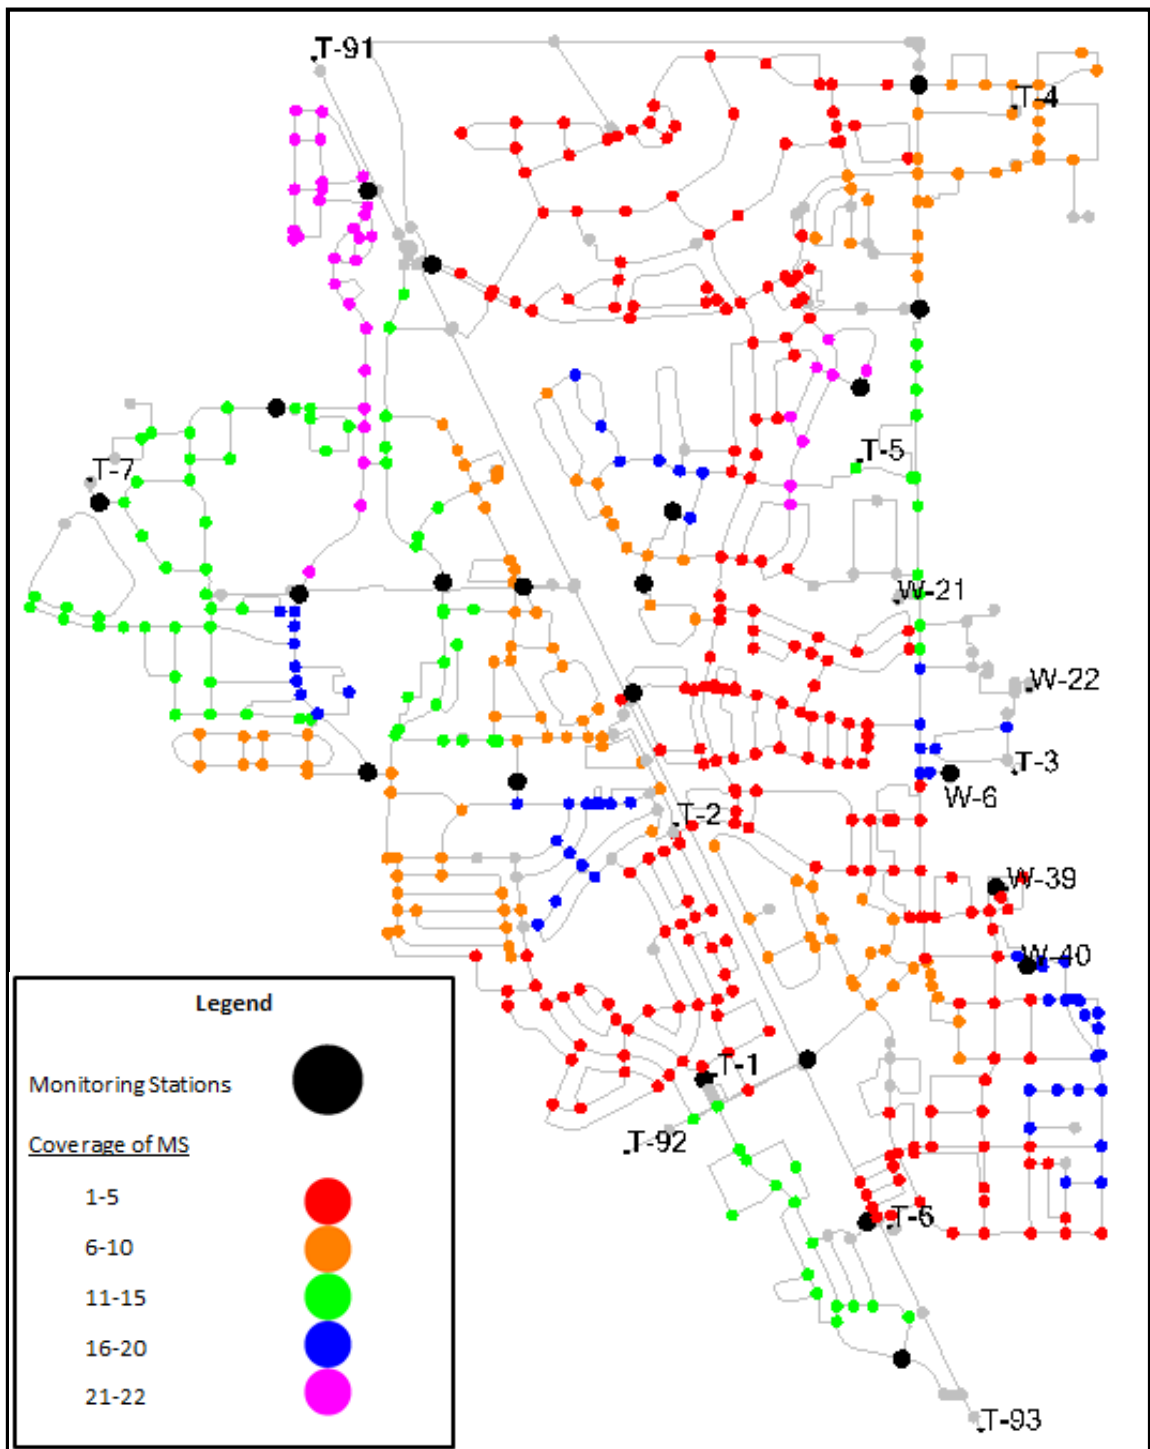 T-91
T-4
T-5
T-7
W-21
W-22
T-3
W-6
T-2
W-39
W-40
T-1
T-92
T-6
T-93
Legend
Monitoring Stations
Coverage of MS
1-5
6-10
11-15
16-20
21-22